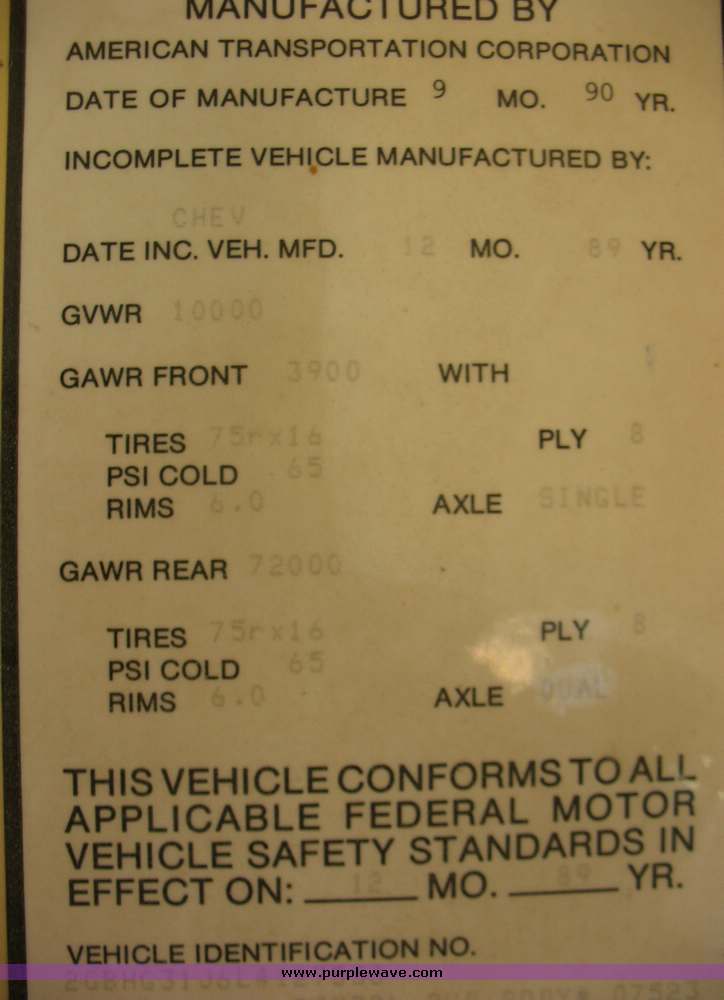 MANUFACTURED BY
AMERICAN TRANSPORTATION CORPORATION
DATE OF MANUFACTURE 9 MO. 90 YR.
INCOMPLETE VEHICLE MANUFACTURED BY:
CHEV
DATE INC. VEH. MFD. 12 MO. 89 YR.
GVWR 10000
GAWR FRONT 3900 WITH
TIRES 75rx16 PLY 8
PSI COLD 65
RIMS 6.0 AXLE SINGLE
GAWR REAR 72000
TIRES 75rx16 PLY 8
PSI COLD 65
RIMS 6.0 AXLE DUAL
THIS VEHICLE CONFORMS TO ALL
APPLICABLE FEDERAL MOTOR
VEHICLE SAFETY STANDARDS IN
EFFECT ON: 12 MO. 89 YR.
VEHICLE IDENTIFICATION NO.
www.purplewave.com